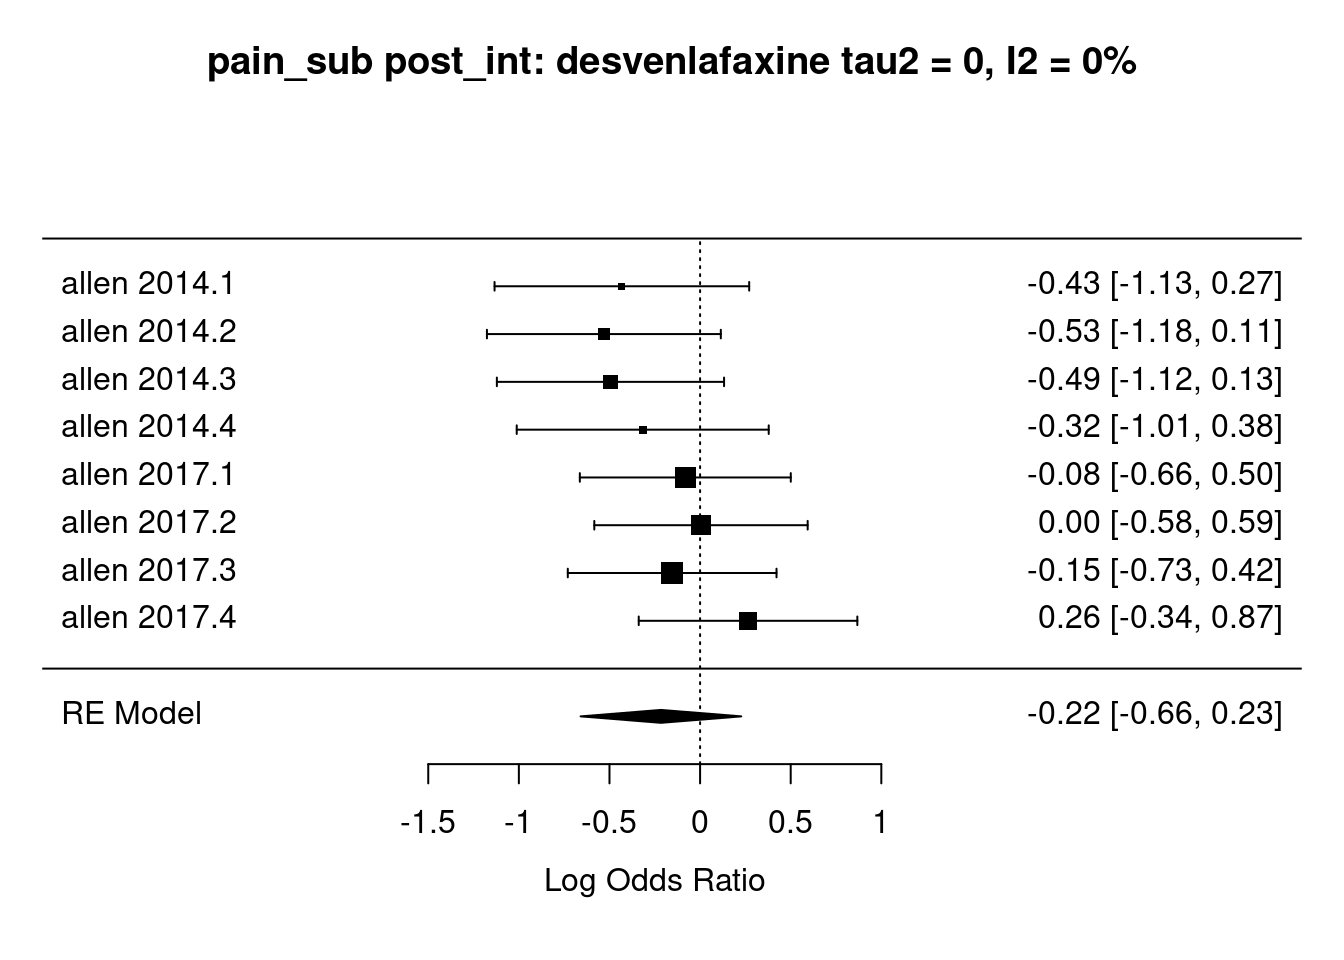 pain_sub post_int: desvenlafaxine tau2 = 0, I2 = 0%
allen 2014.1 -0.43 [-1.13, 0.27]
allen 2014.2 -0.53 [-1.18, 0.11]
allen 2014.3 -0.49 [-1.12, 0.13]
allen 2014.4 -0.32 [-1.01, 0.38]
allen 2017.1 -0.08 [-0.66, 0.50]
allen 2017.2 0.00 [-0.58, 0.59]
allen 2017.3 -0.15 [-0.73, 0.42]
allen 2017.4 0.26 [-0.34, 0.87]
RE Model -0.22 [-0.66, 0.23]
-1.5 -1 -0.5 0 0.5 1
Log Odds Ratio